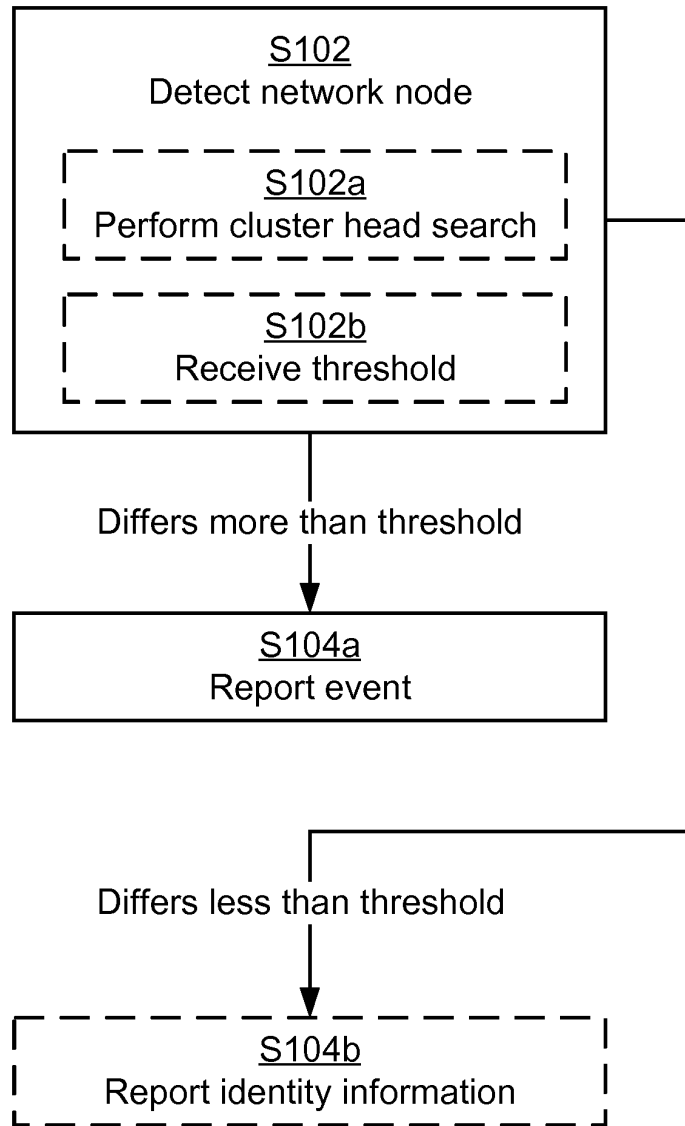 S102
Detect network node
S102a
Perform cluster head search
S102b
Receive threshold
Differs more than threshold
S104a
Report event
Differs less than threshold
S104b
Report identity information